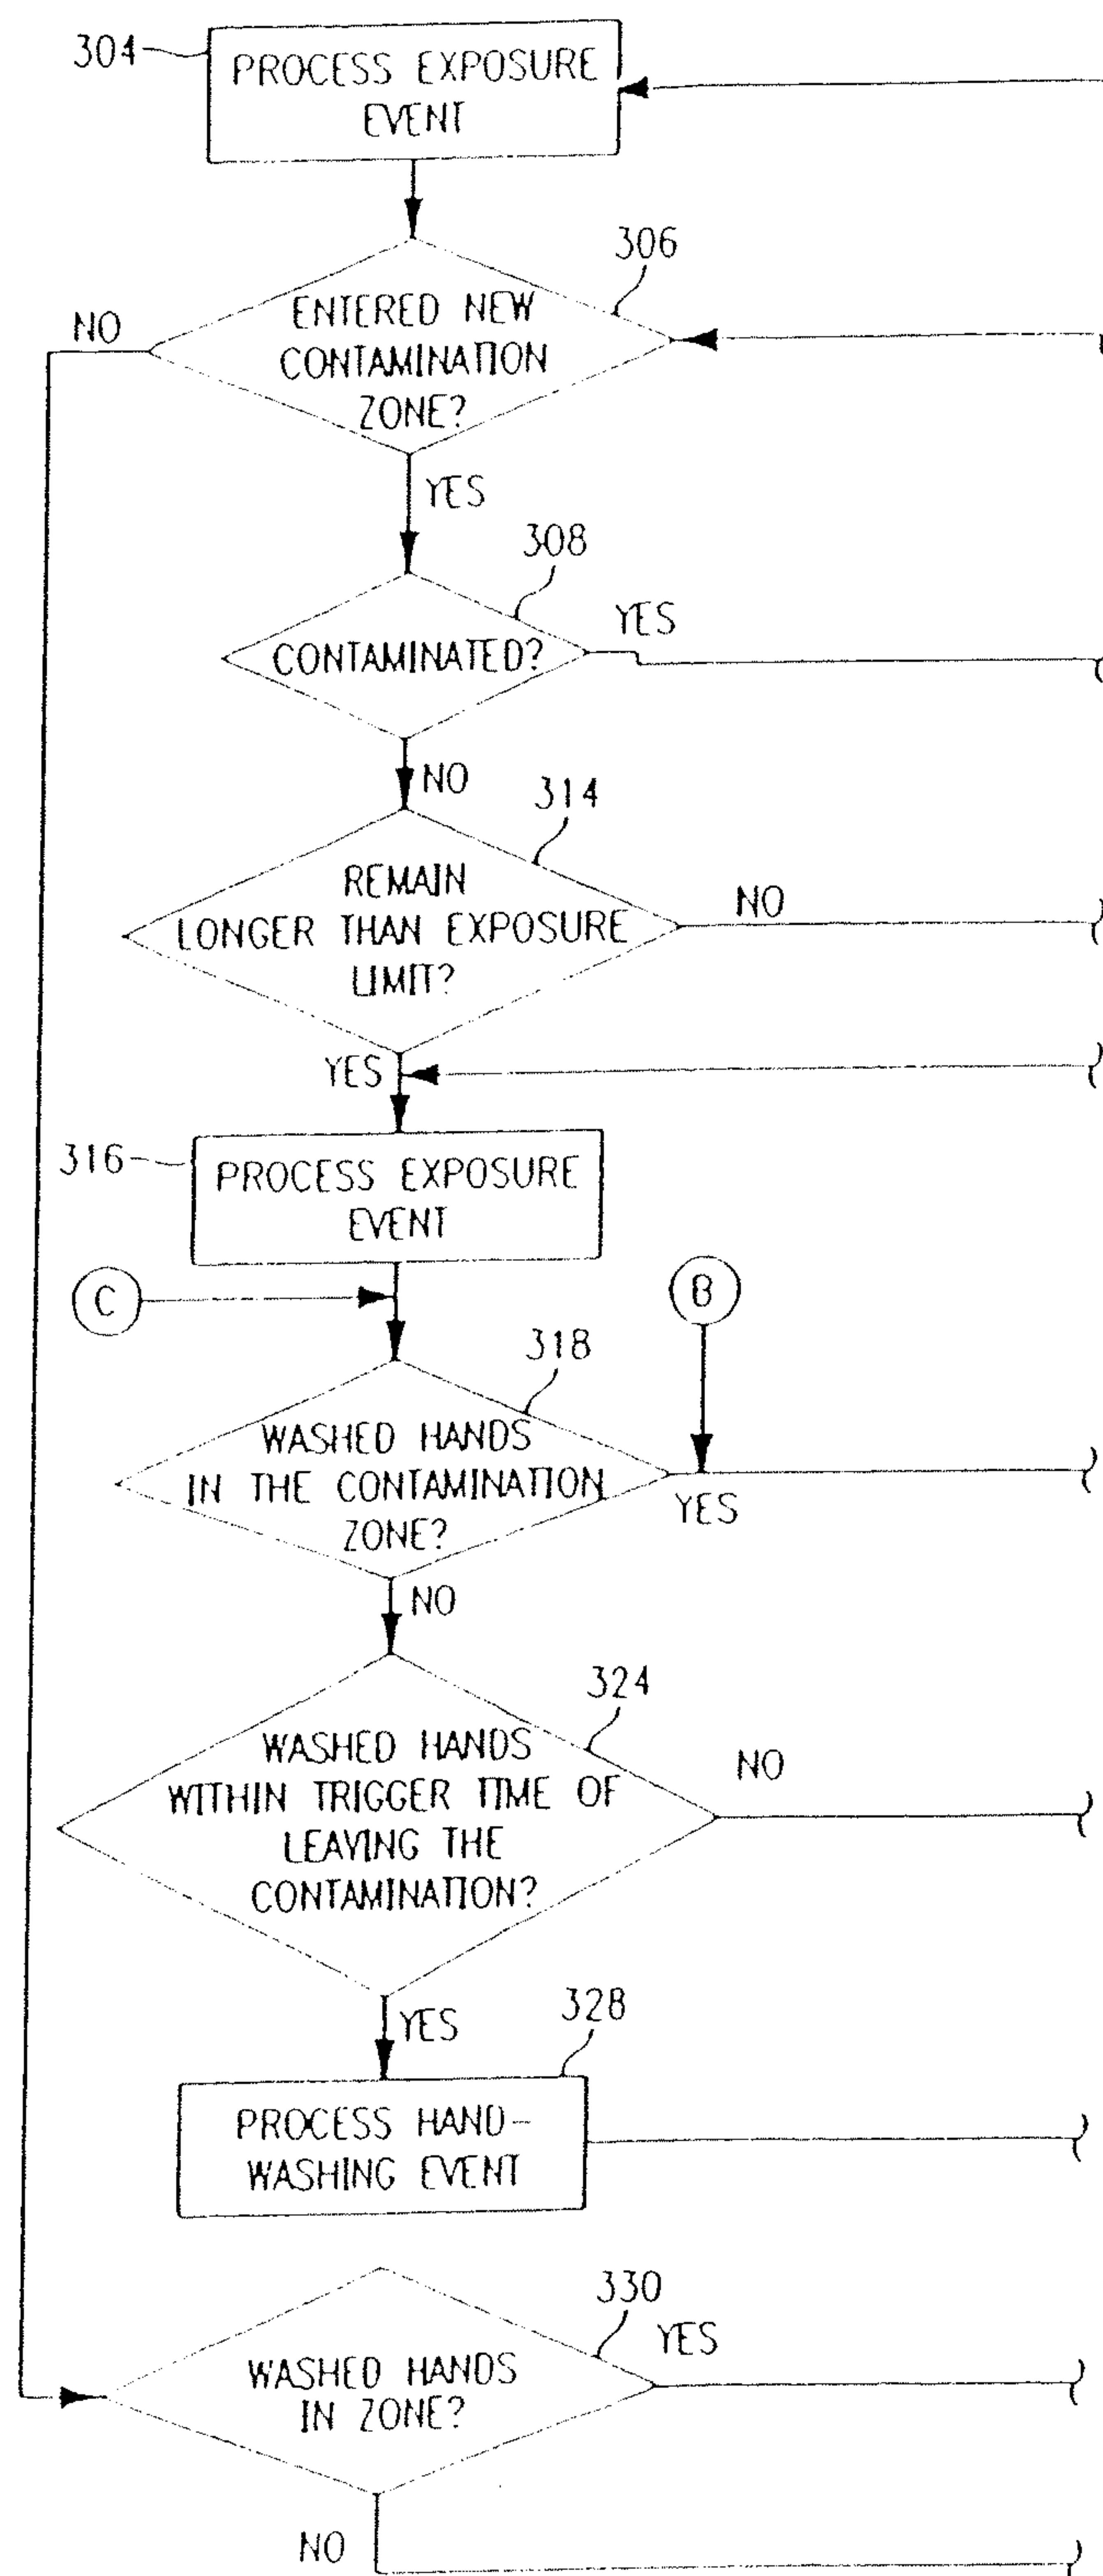 304
PROCESS EXPOSURE
EVENT
306
NO
ENTERED NEW
CONTAMINATION
ZONE?
YES
308
YES
CONTAMINATED?
NO
314
REMAIN
LONGER THAN EXPOSURE
LIMIT?
NO
YES
316
PROCESS EXPOSURE
EVENT
C
B
318
WASHED HANDS
IN THE CONTAMINATION
ZONE?
YES
NO
324
WASHED HANDS
WITHIN TRIGGER TIME OF
LEAVING THE
CONTAMINATION?
NO
YES
328
PROCESS HAND-
WASHING EVENT
330
YES
WASHED HANDS
IN ZONE?
NO